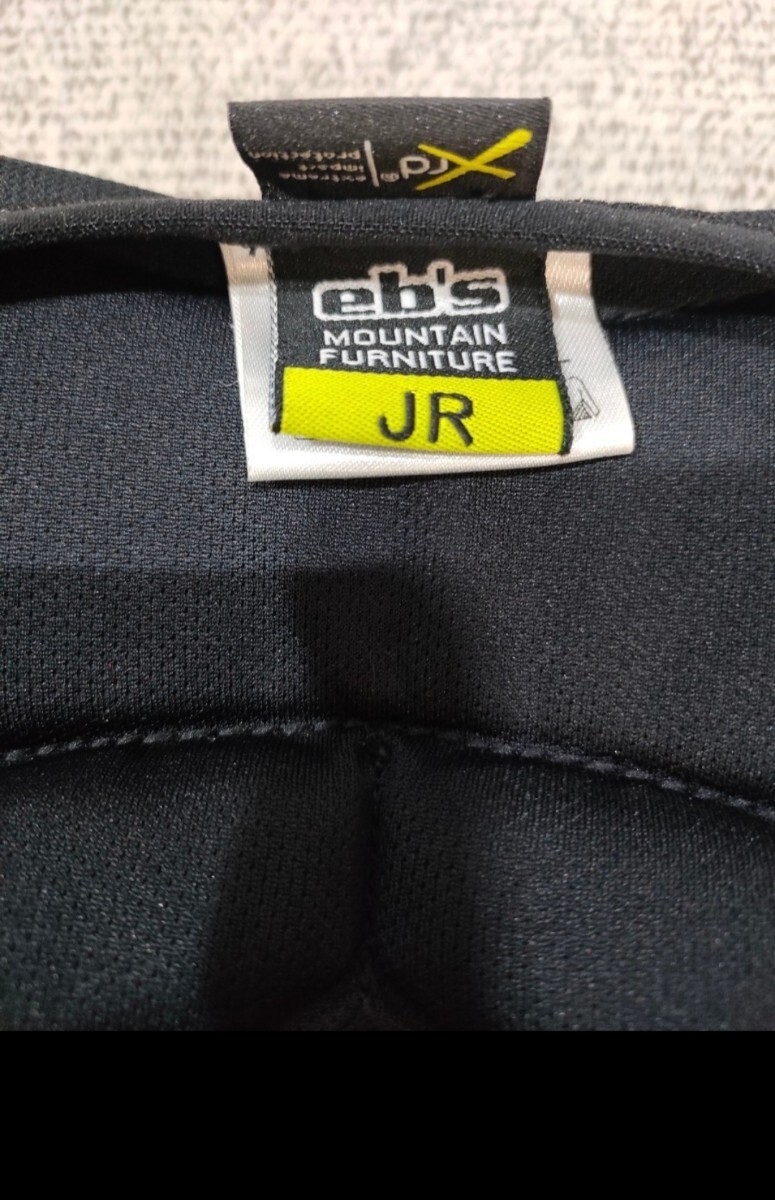 Xrd®
extreme
impact
protection
eb's
MOUNTAIN
FURNITURE
JR